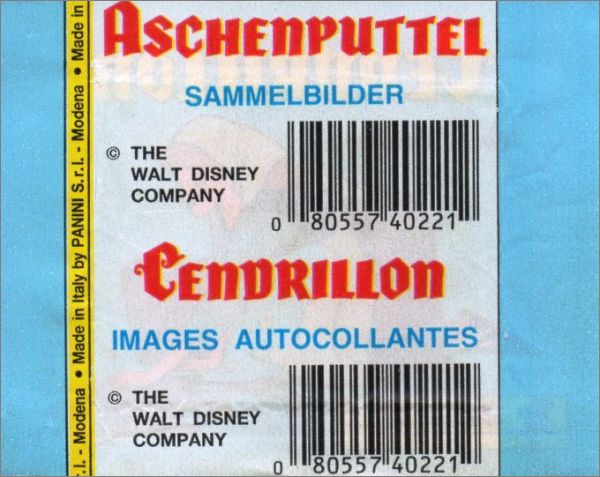 ASCHENPUTTEL
SAMMELBILDER
© THE
WALT DISNEY
COMPANY
0 80557 40221
CENDRILLON
IMAGES AUTOCOLLANTES
© THE
WALT DISNEY
COMPANY
0 80557 40221
.r.l. - Modena • Made in Italy by PANINI S.r.l. - Modena • Made in